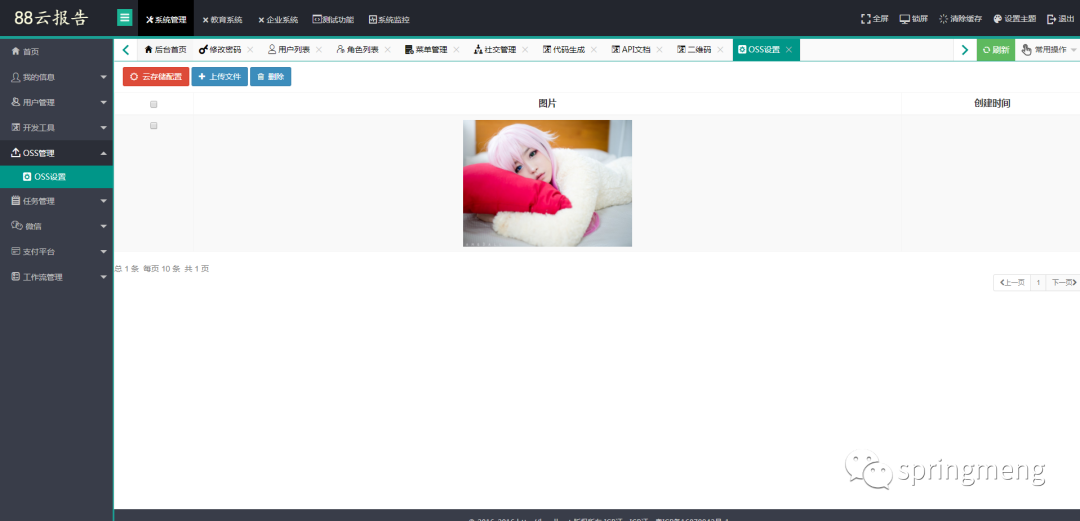 88云报告
系统管理 教育系统 企业系统 测试功能 系统监控 全屏 锁屏 清除缓存 设置主题 退出
首页
我的信息
用户管理
开发工具
OSS管理
OSS设置
任务管理
微信
支付平台
工作流管理
后台首页 修改密码 用户列表 角色列表 菜单管理 社交管理 代码生成 API文档 二维码 OSS设置 刷新 常用操作
云存储配置 上传文件 删除
图片 创建时间
总 1 条 每页 10 条 共 1 页
上一页 1 下一页
springmeng